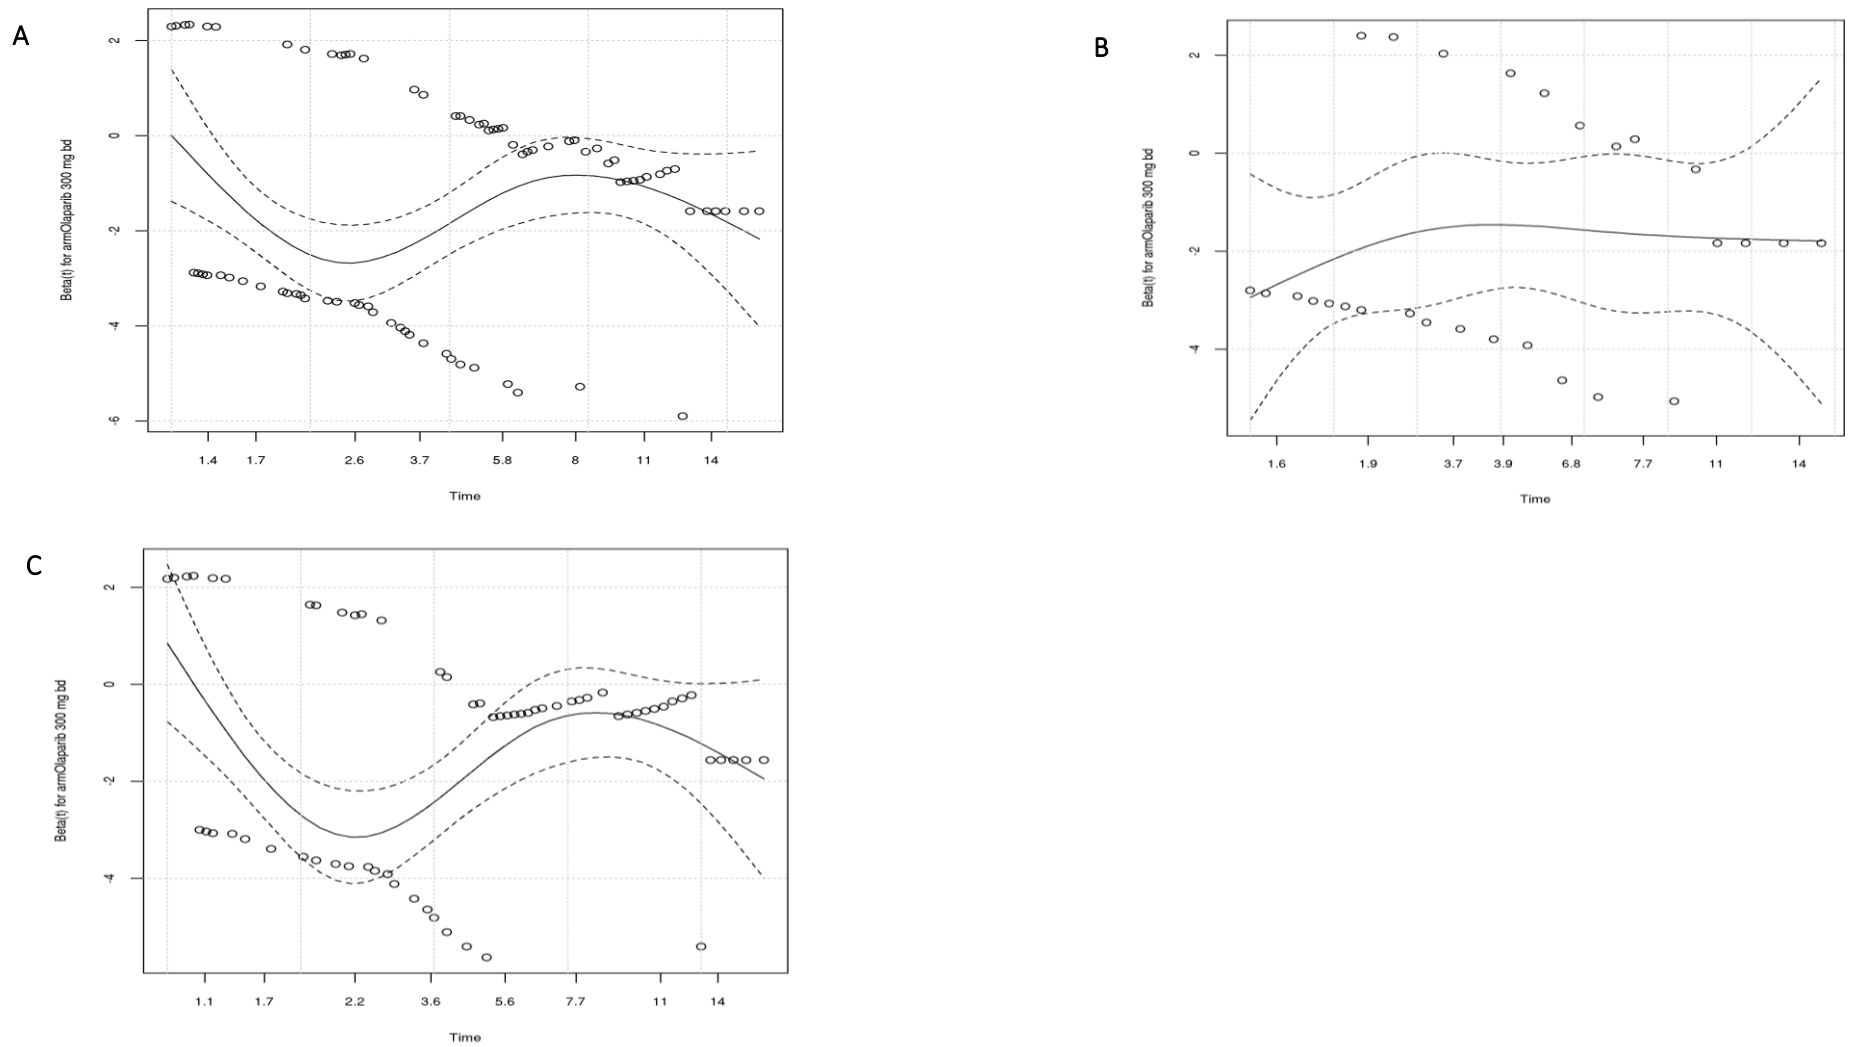 A
Beta(t) for armOlaparib 300 mg bd
2
0
-2
-4
-6
1.4 1.7 2.6 3.7 5.8 8 11 14
Time
B
Beta(t) for armOlaparib 300 mg bd
2
0
-2
-4
1.6 1.9 3.7 3.9 6.8 7.7 11 14
Time
C
Beta(t) for armOlaparib 300 mg bd
2
0
-2
-4
1.1 1.7 2.2 3.6 5.6 7.7 11 14
Time